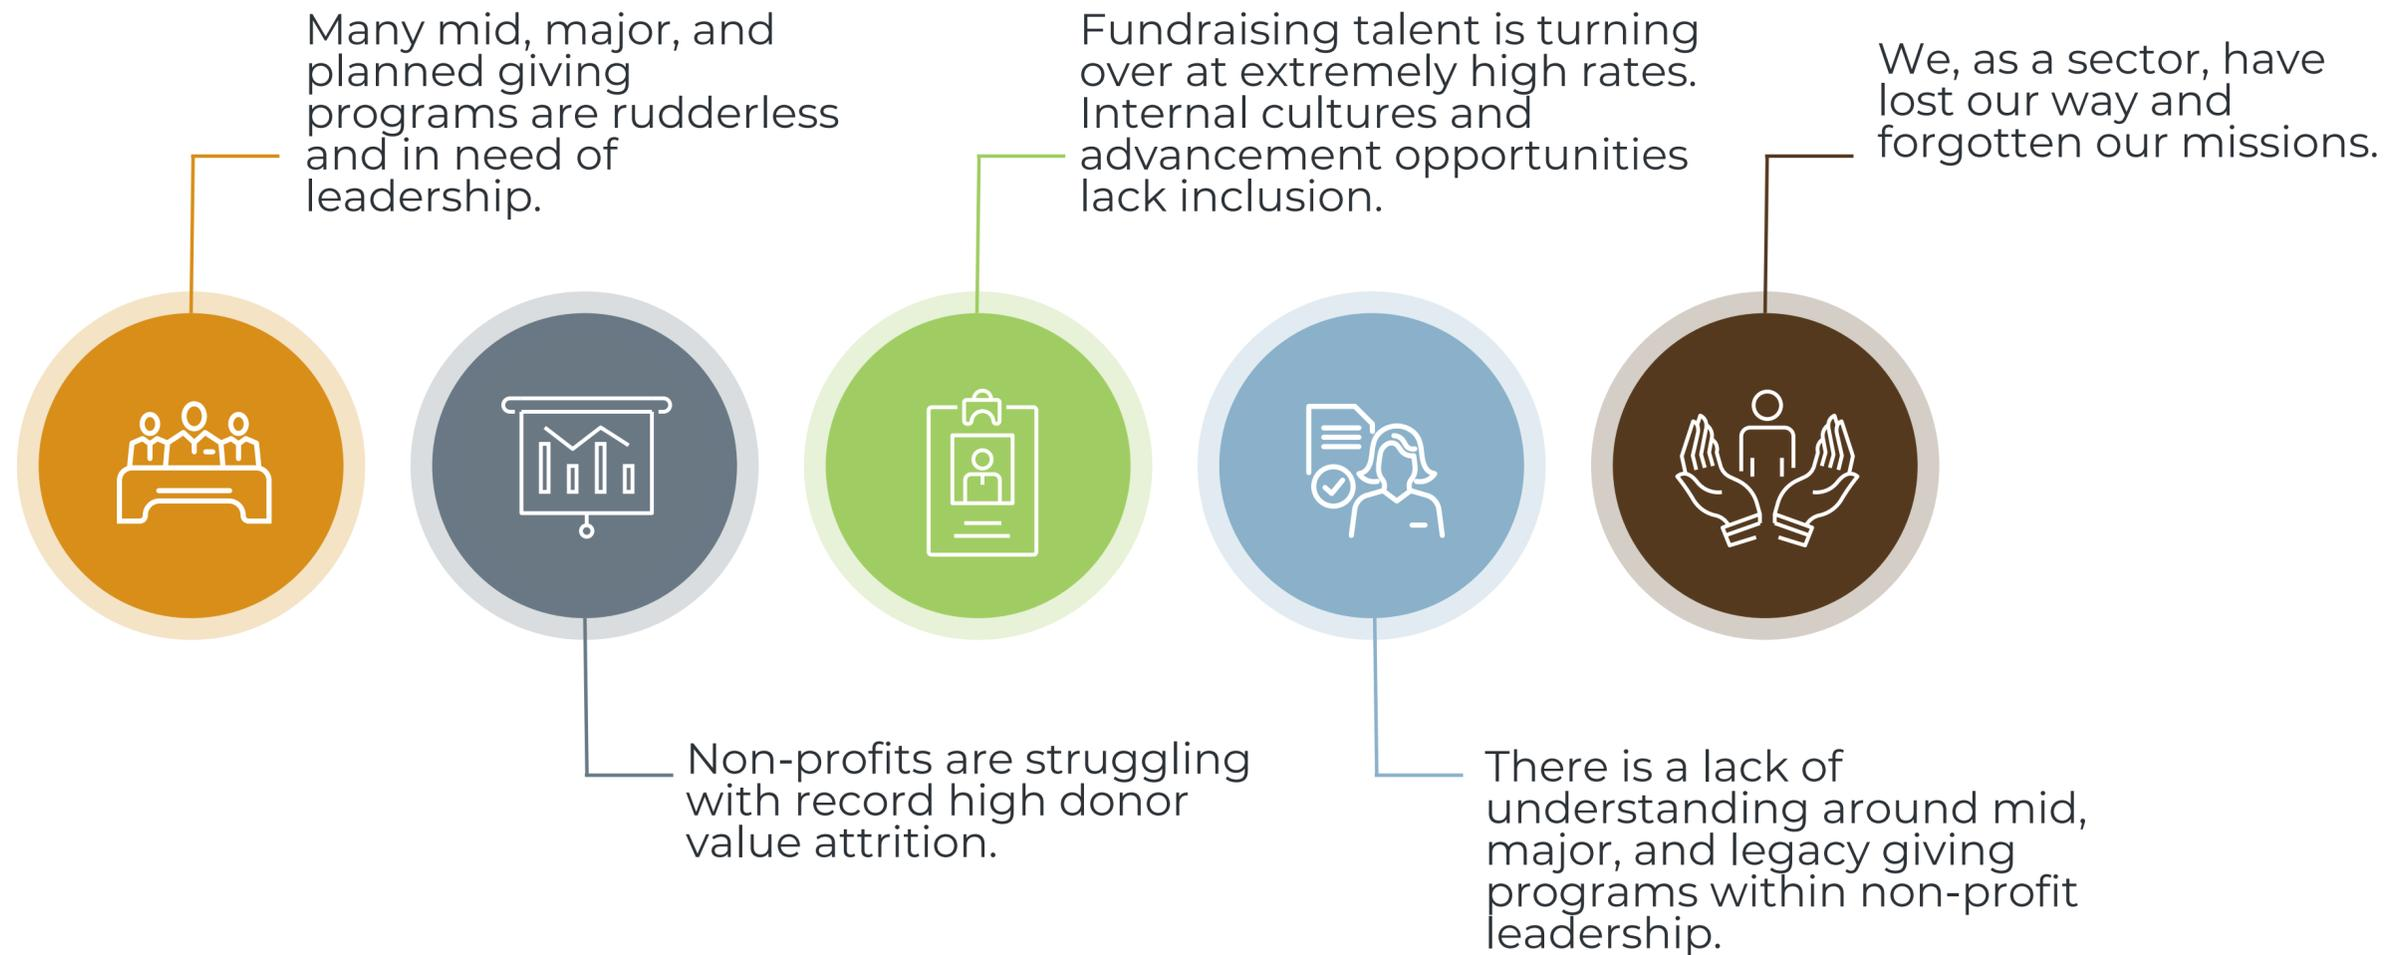 Many mid, major, and
planned giving
programs are rudderless
and in need of
leadership.
Non-profits are struggling
with record high donor
value attrition.
Fundraising talent is turning
over at extremely high rates.
Internal cultures and
advancement opportunities
lack inclusion.
There is a lack of
understanding around mid,
major, and legacy giving
programs within non-profit
leadership.
We, as a sector, have
lost our way and
forgotten our missions.